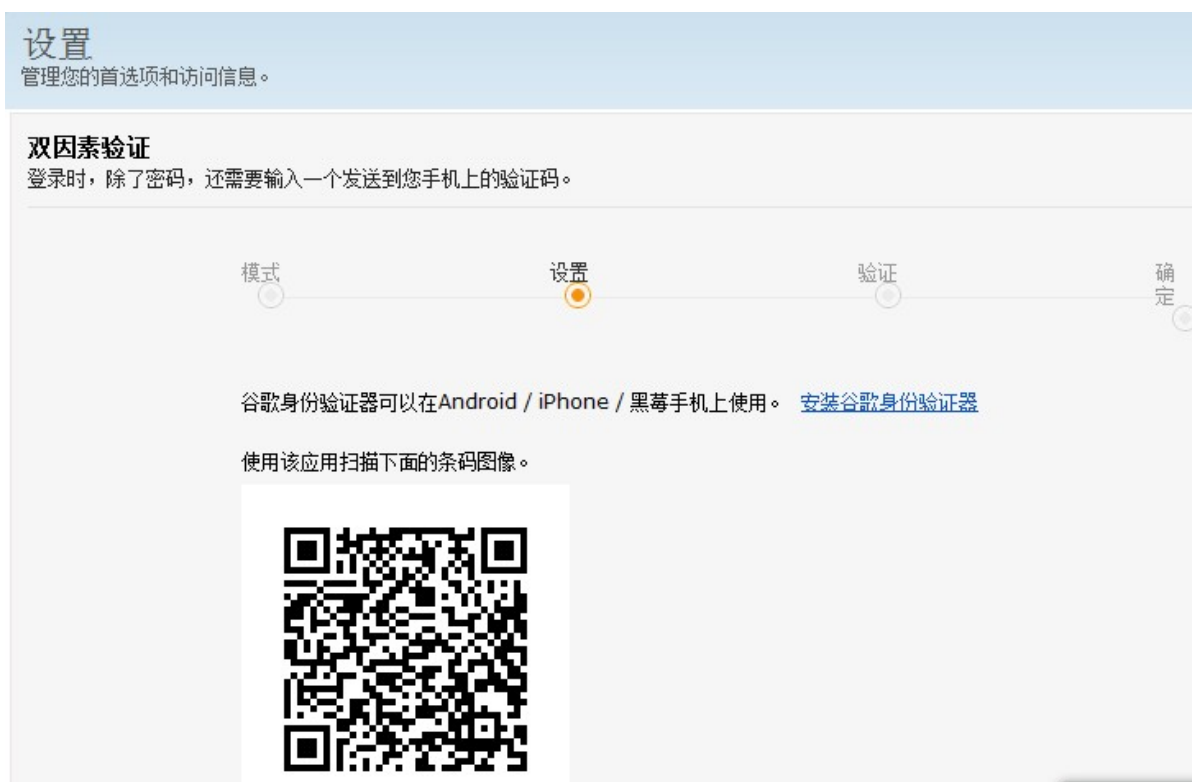 设置
管理您的首选项和访问信息。
双因素验证
登录时，除了密码，还需要输入一个发送到您手机上的验证码。
模式
设置
验证
确
定
谷歌身份验证器可以在Android / iPhone / 黑莓手机上使用。 安装谷歌身份验证器
使用该应用扫描下面的条码图像。